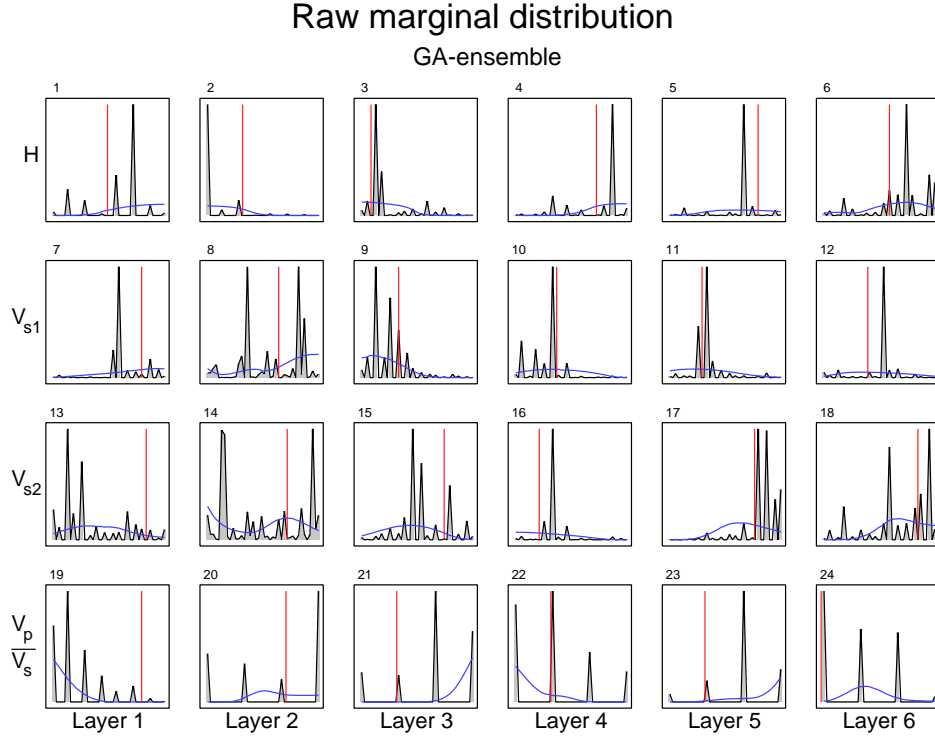 Raw marginal distribution
GA-ensemble
1 2 3 4 5 6
H
7 8 9 10 11 12
Vs1
13 14 15 16 17 18
Vs2
19 20 21 22 23 24
Vp
Vs
Layer 1 Layer 2 Layer 3 Layer 4 Layer 5 Layer 6